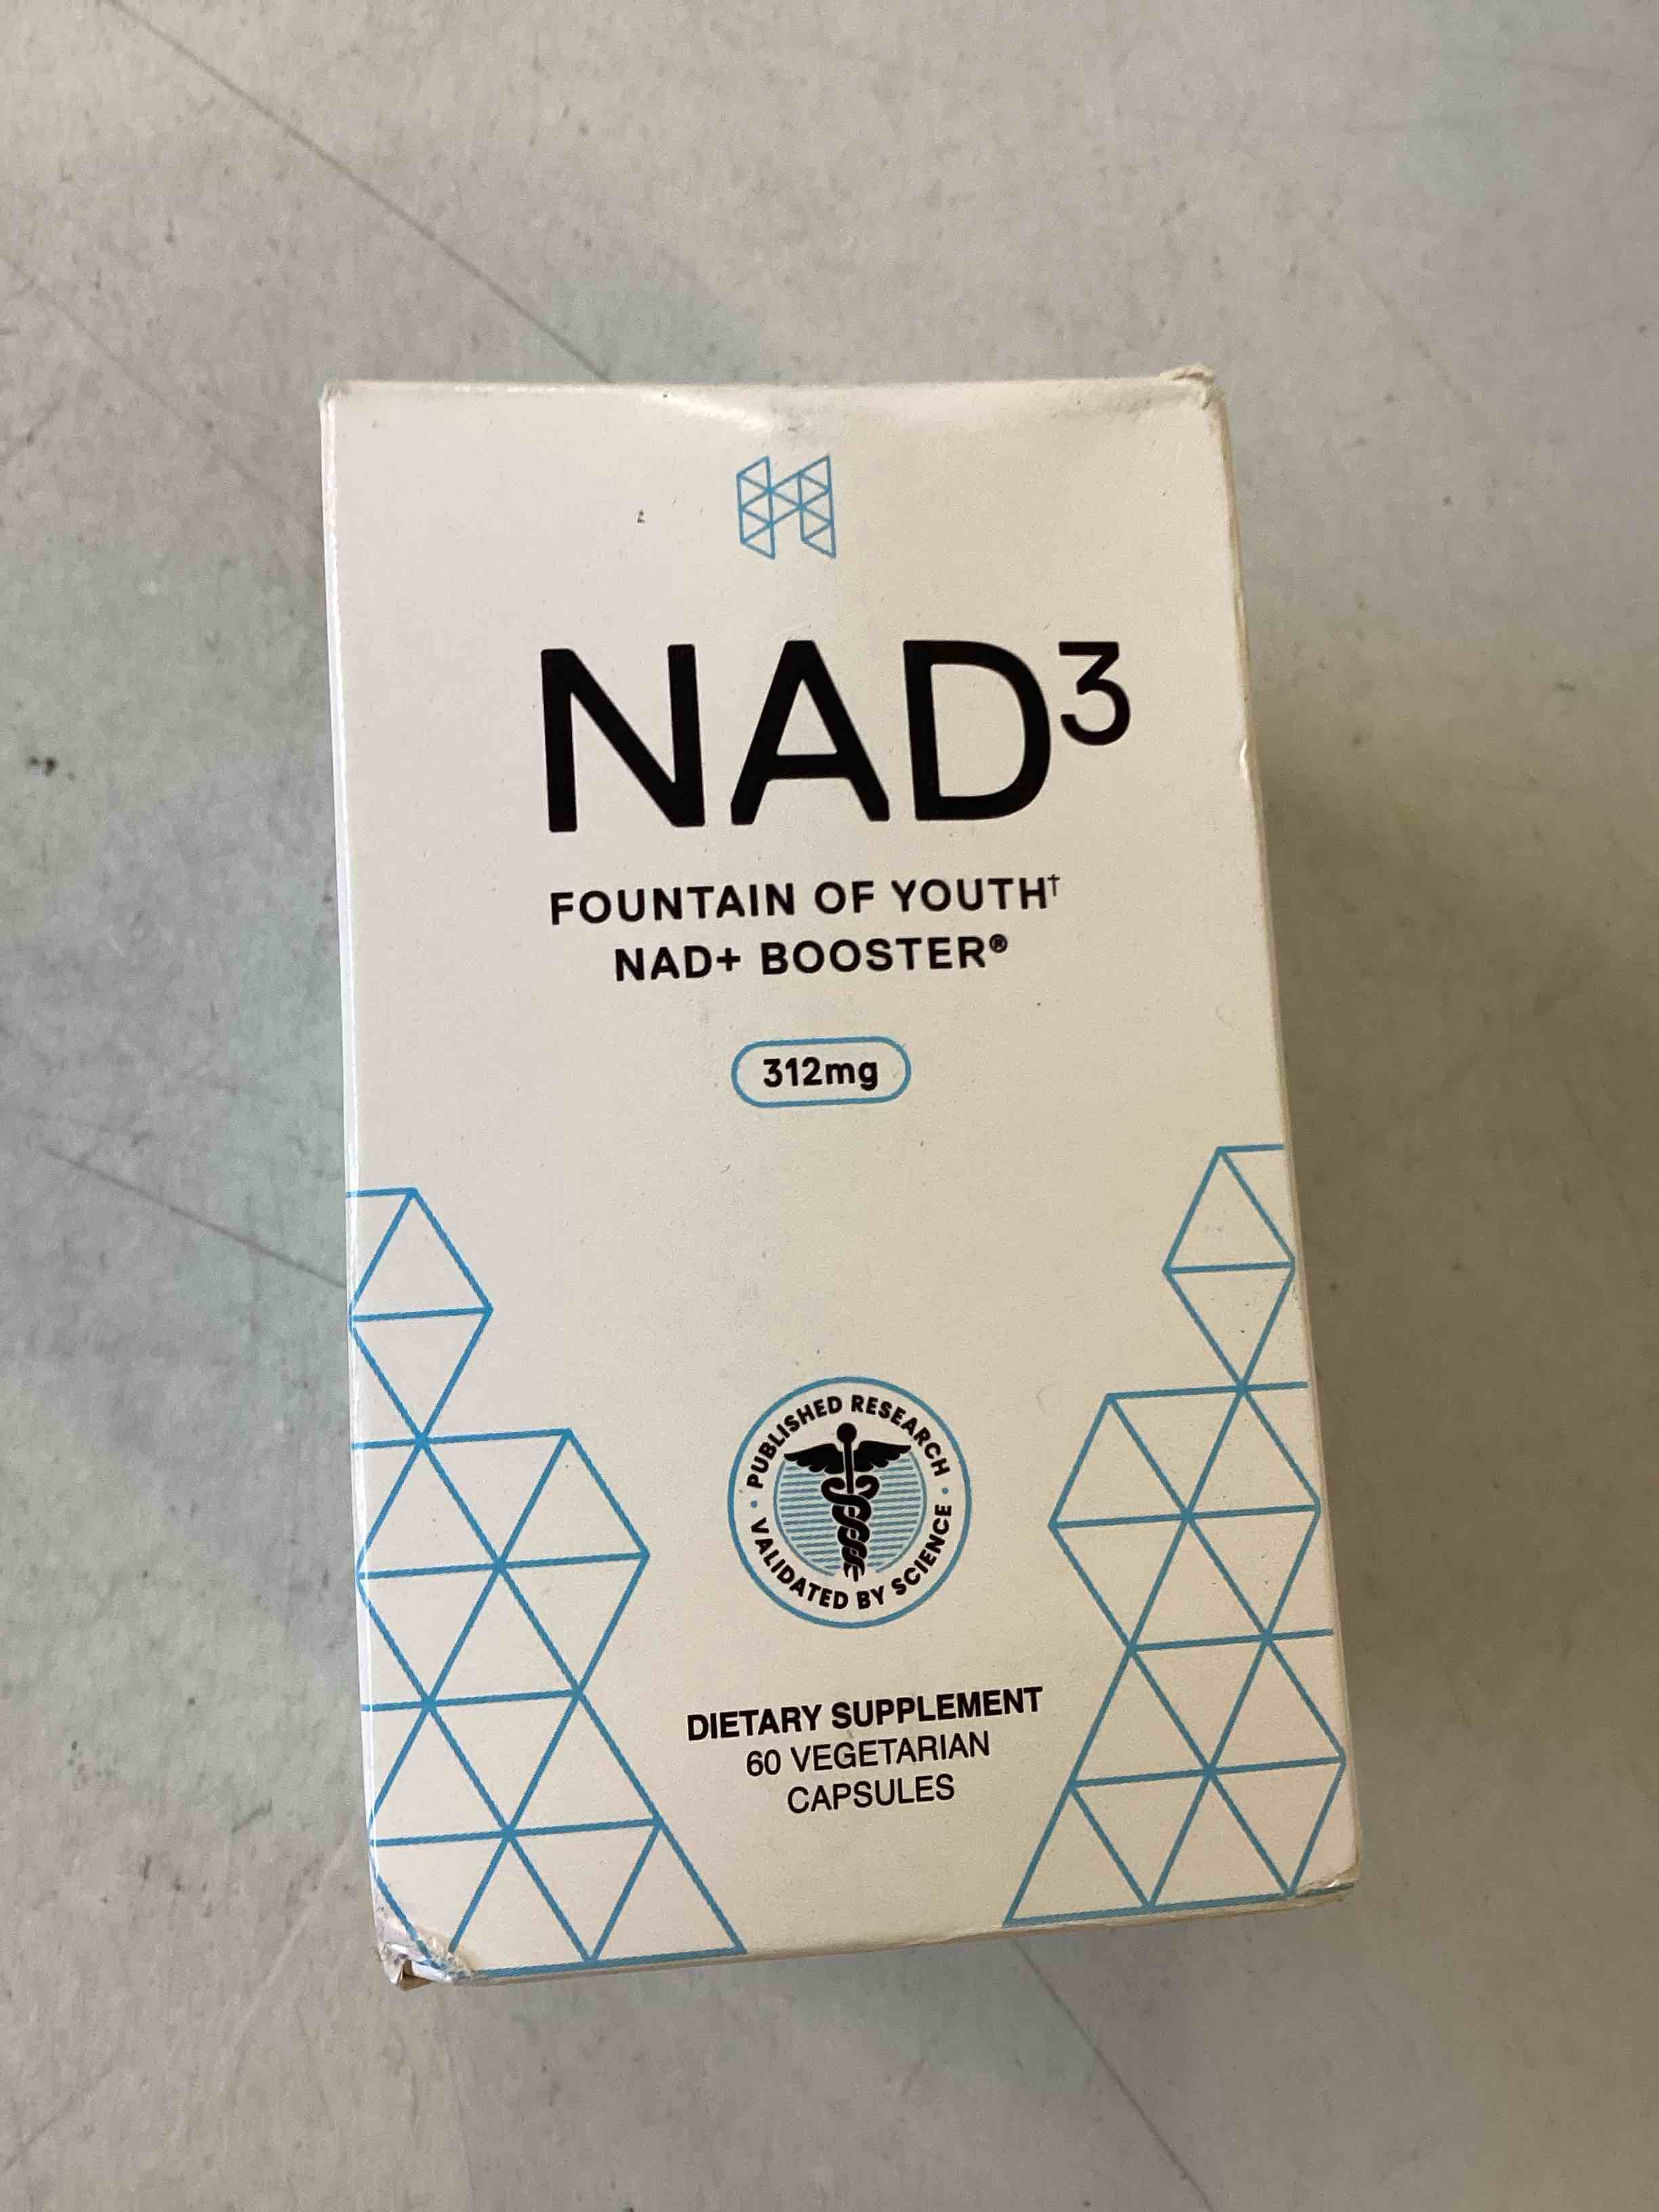 NAD³
FOUNTAIN OF YOUTH†
NAD+ BOOSTER®
312mg
PUBLISHED RESEARCH
VALIDATED BY SCIENCE
DIETARY SUPPLEMENT
60 VEGETARIAN
CAPSULES